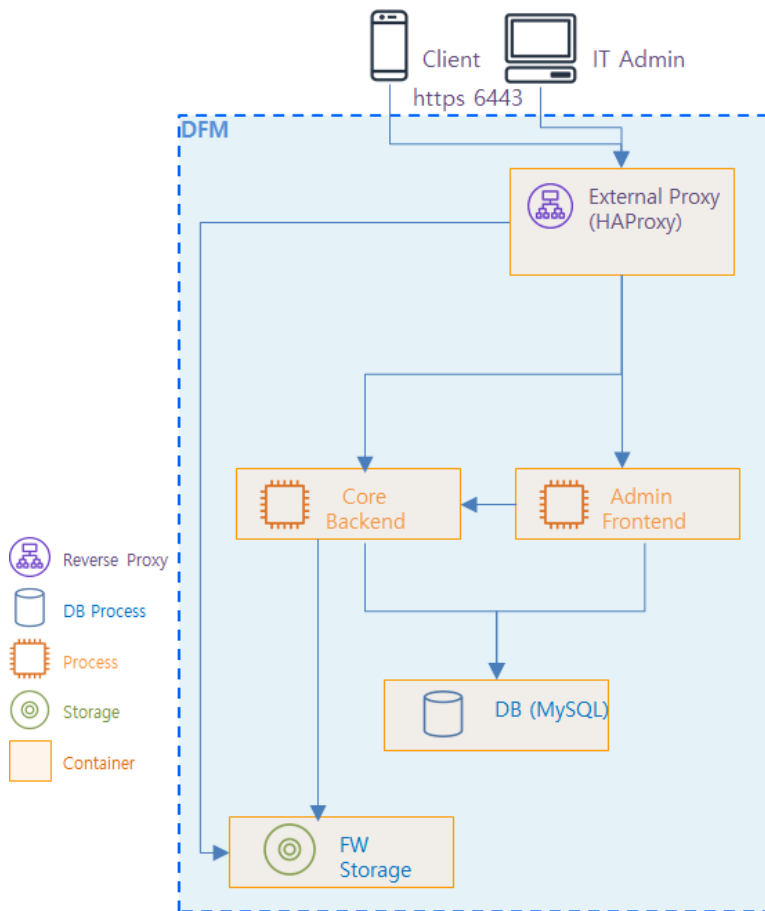 Client
IT Admin
https 6443
DFM
External Proxy
(HAProxy)
Core
Backend
Admin
Frontend
Reverse Proxy
DB Process
Process
Storage
Container
DB (MySQL)
FW
Storage